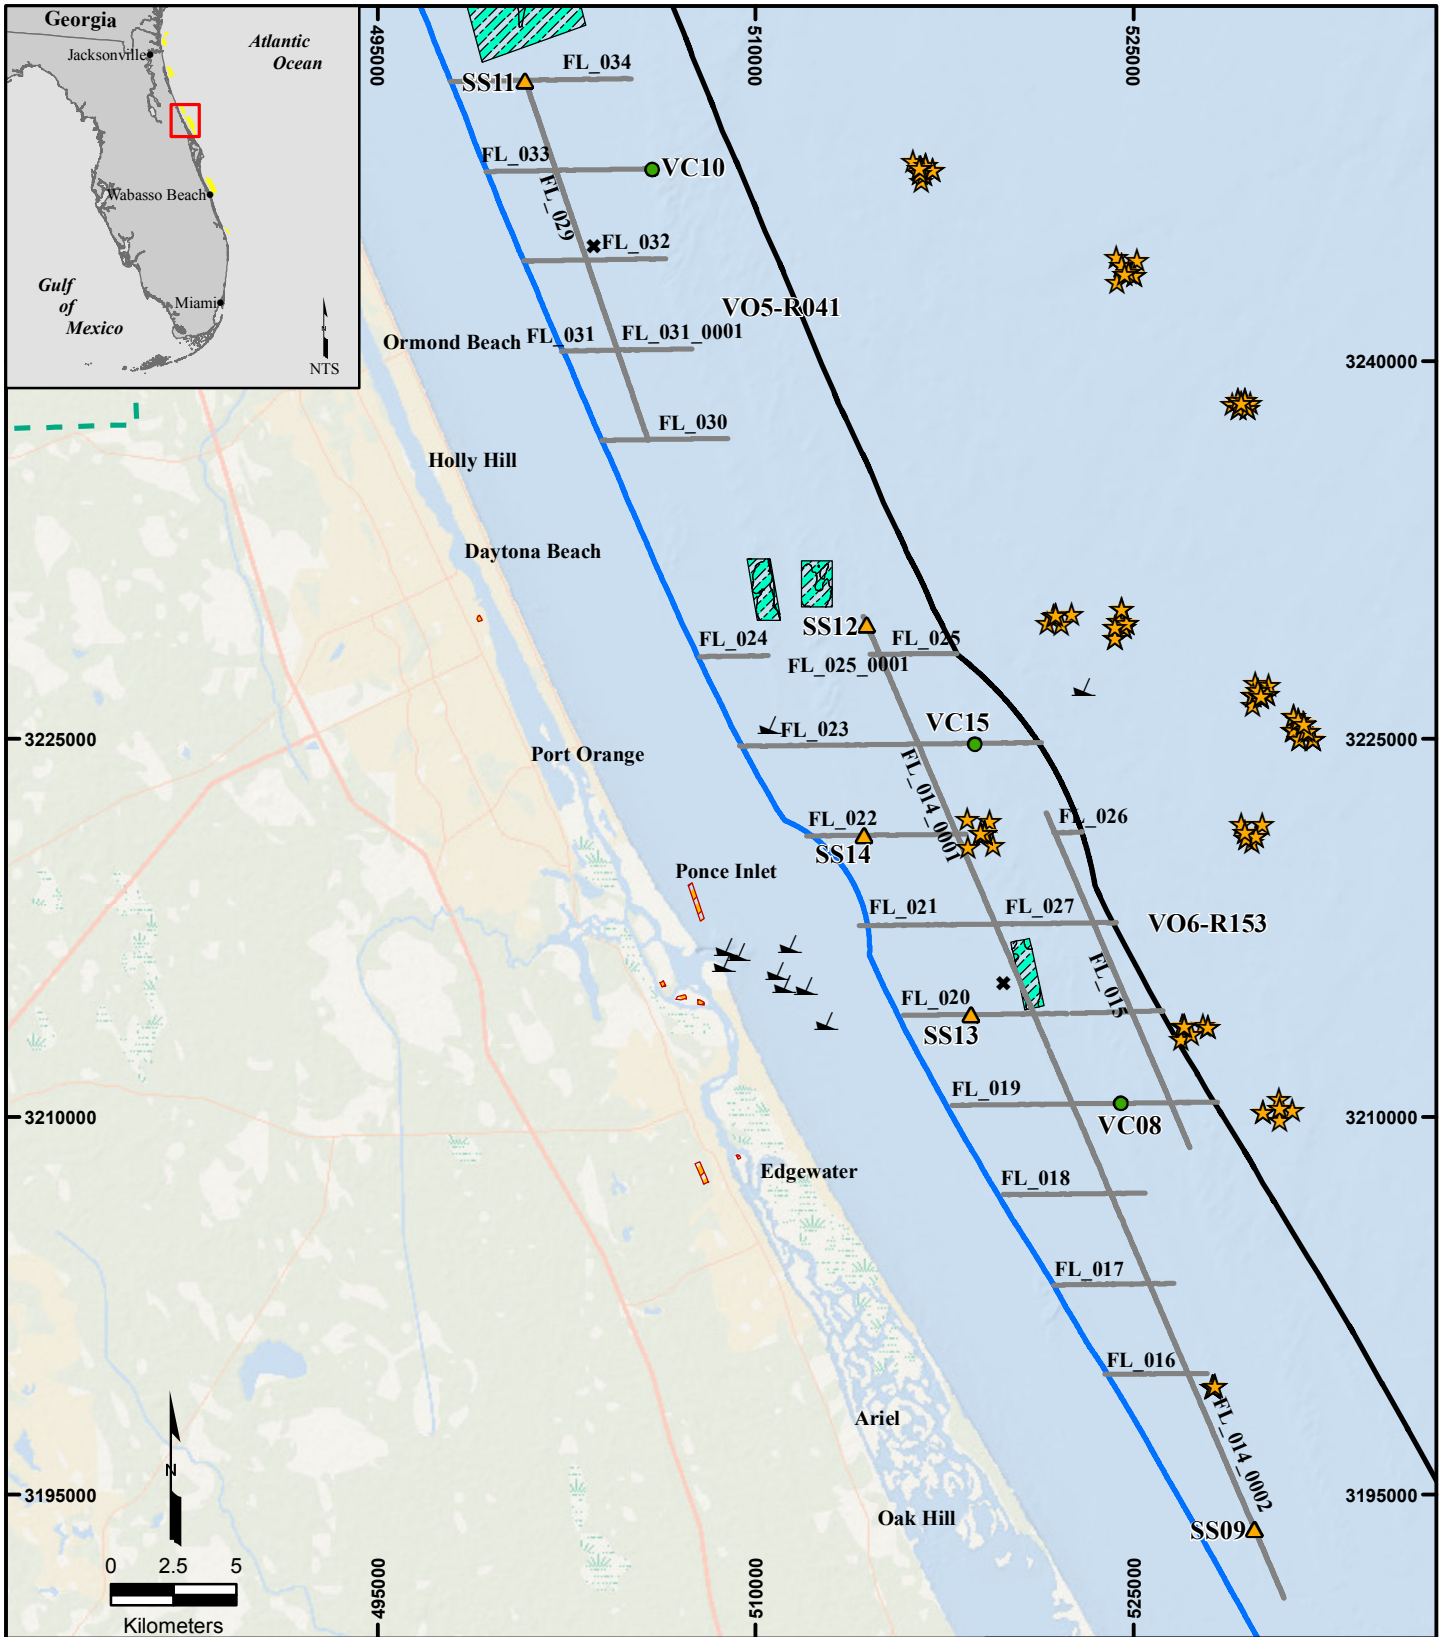 Georgia
Jacksonville
Atlantic
Ocean
Wabasso Beach
Gulf
of
Mexico
Miami
N
NTS
495000
510000
525000
SS11
FL_034
FL_033
VC10
FL_029
FL_032
VO5-R041
Ormond Beach
FL_031
FL_031_0001
3240000
FL_030
Holly Hill
Daytona Beach
SS12
FL_024
FL_025
FL_025_0001
3225000
FL_023
VC15
3225000
Port Orange
FL_014_0001
FL_022
FL_026
SS14
Ponce Inlet
FL_021
FL_027
VO6-R153
FL_015
FL_020
SS13
FL_019
3210000
VC08
3210000
Edgewater
FL_018
FL_017
FL_016
Ariel
FL_014_0002
N
3195000
3195000
Oak Hill
SS09
0 2.5 5
Kilometers
495000
510000
525000